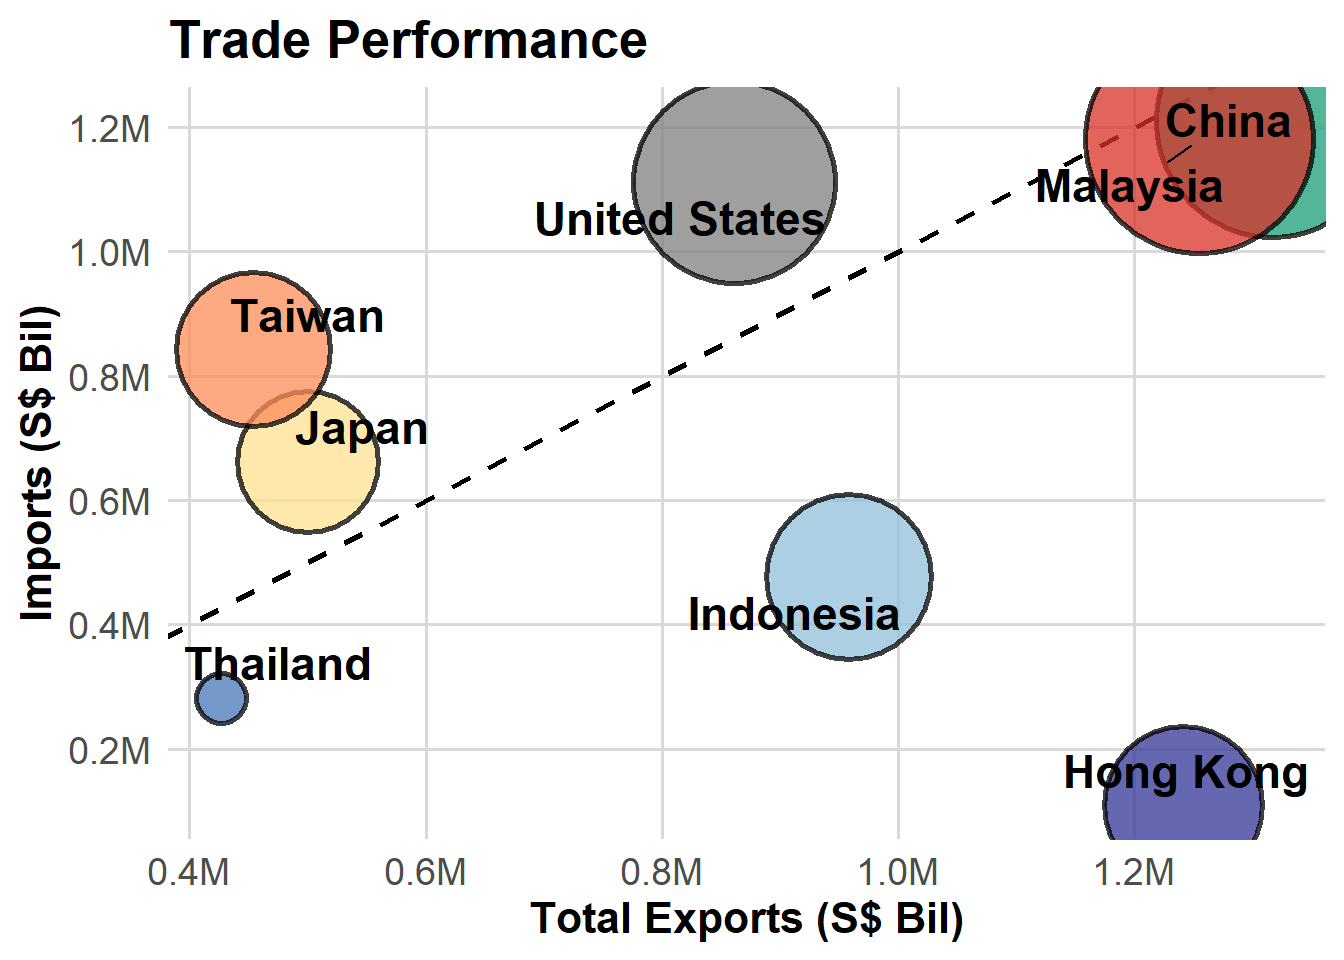 Trade Performance
1.2M
1.0M
0.8M
0.6M
0.4M
0.2M
Imports (S$ Bil)
China
Malaysia
United States
Taiwan
Japan
Indonesia
Thailand
Hong Kong
0.4M 0.6M 0.8M 1.0M 1.2M
Total Exports (S$ Bil)